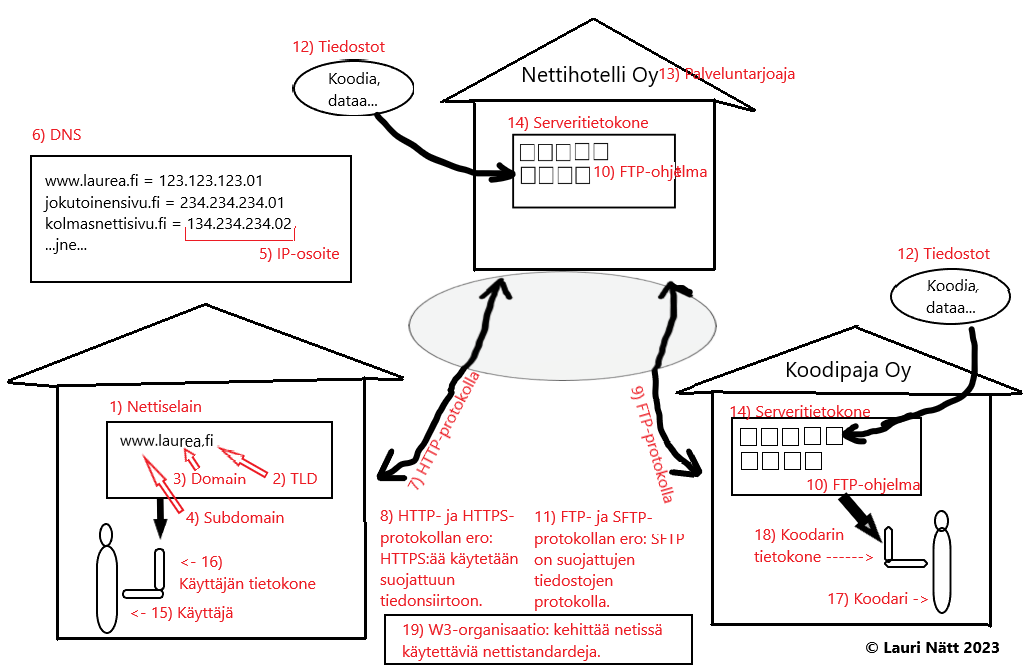 12) Tiedostot
Koodia,
dataa...
Nettihotelli Oy
13) Palveluntarjoaja
14) Serveritietokone
10) FTP-ohjelma
6) DNS
www.laurea.fi = 123.123.123.01
jokutoinensivu.fi = 234.234.234.01
kolmasnettisivu.fi = 134.234.234.02
...jne...
5) IP-osoite
12) Tiedostot
Koodia,
dataa...
Koodipaja Oy
1) Nettiselain
www.laurea.fi
3) Domain
2) TLD
4) Subdomain
<- 16)
Käyttäjän tietokone
<- 15) Käyttäjä
7) HTTP-protokolla
9) FTP-protokolla
14) Serveritietokone
10) FTP-ohjelma
18) Koodarin
tietokone ------>
17) Koodari ->
8) HTTP- ja HTTPS-
protokollan ero:
HTTPS:ää käytetään
suojattuun
tiedonsiirtoon.
11) FTP- ja SFTP-
protokollan ero: SFTP
on suojattujen
tiedostojen
protokolla.
19) W3-organisaatio: kehittää netissä
käytettäviä nettistandardeja.
© Lauri Nätt 2023